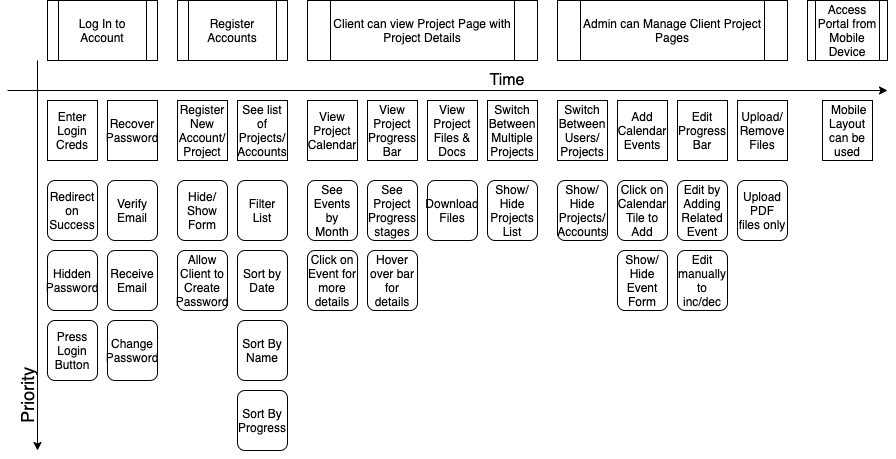 Log In to
Account
Register
Accounts
Client can view Project Page with
Project Details
Admin can Manage Client Project
Pages
Access
Portal from
Mobile
Device
Time
Enter
Login
Creds
Recover
Password
Register
New
Account/
Project
See list
of
Projects/
Accounts
View
Project
Calendar
View
Project
Progress
Bar
View
Project
Files &
Docs
Switch
Between
Multiple
Projects
Switch
Between
Users/
Projects
Add
Calendar
Events
Edit
Progress
Bar
Upload/
Remove
Files
Mobile
Layout
can be
used
Redirect
on
Success
Verify
Email
Hide/
Show
Form
Filter
List
See
Events
by
Month
See
Project
Progress
stages
Download
Files
Show/
Hide
Projects
List
Show/
Hide
Projects/
Accounts
Click on
Calendar
Tile to
Add
Edit by
Adding
Related
Event
Upload
PDF
files only
Hidden
Password
Receive
Email
Allow
Client to
Create
Password
Sort by
Date
Click on
Event for
more
details
Hover
over bar
for
details
Show/
Hide
Event
Form
Edit
manually
to
inc/dec
Press
Login
Button
Change
Password
Sort By
Name
Sort By
Progress
Priority